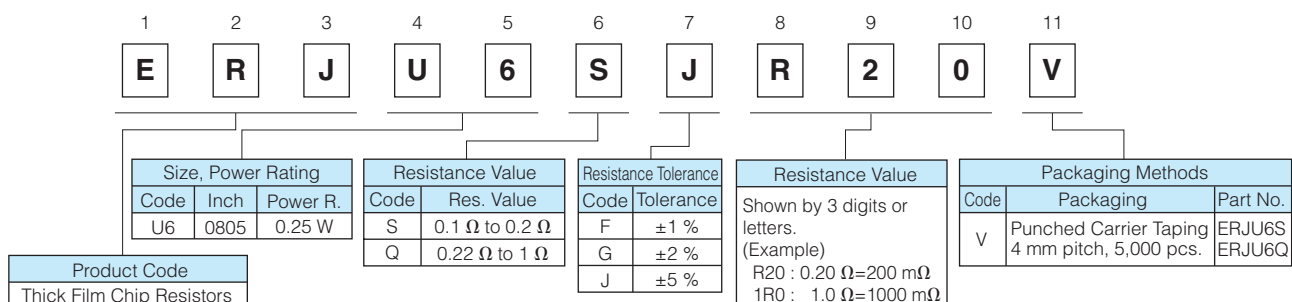 1 2 3 4 5 6 7 8 9 10 11
E R J U 6 S J R 2 0 V
Size, Power Rating
Code Inch Power R.
U6 0805 0.25 W
Product Code
Thick Film Chip Resistors
Resistance Value
Code Res. Value
S 0.1 Ω to 0.2 Ω
Q 0.22 Ω to 1 Ω
Resistance Tolerance
Code Tolerance
F ±1 %
G ±2 %
J ±5 %
Resistance Value
Shown by 3 digits or
letters.
(Example)
R20 : 0.20 Ω=200 mΩ
1R0 : 1.0 Ω=1000 mΩ
Packaging Methods
Code Packaging Part No.
V Punched Carrier Taping ERJU6S
4 mm pitch, 5,000 pcs. ERJU6Q